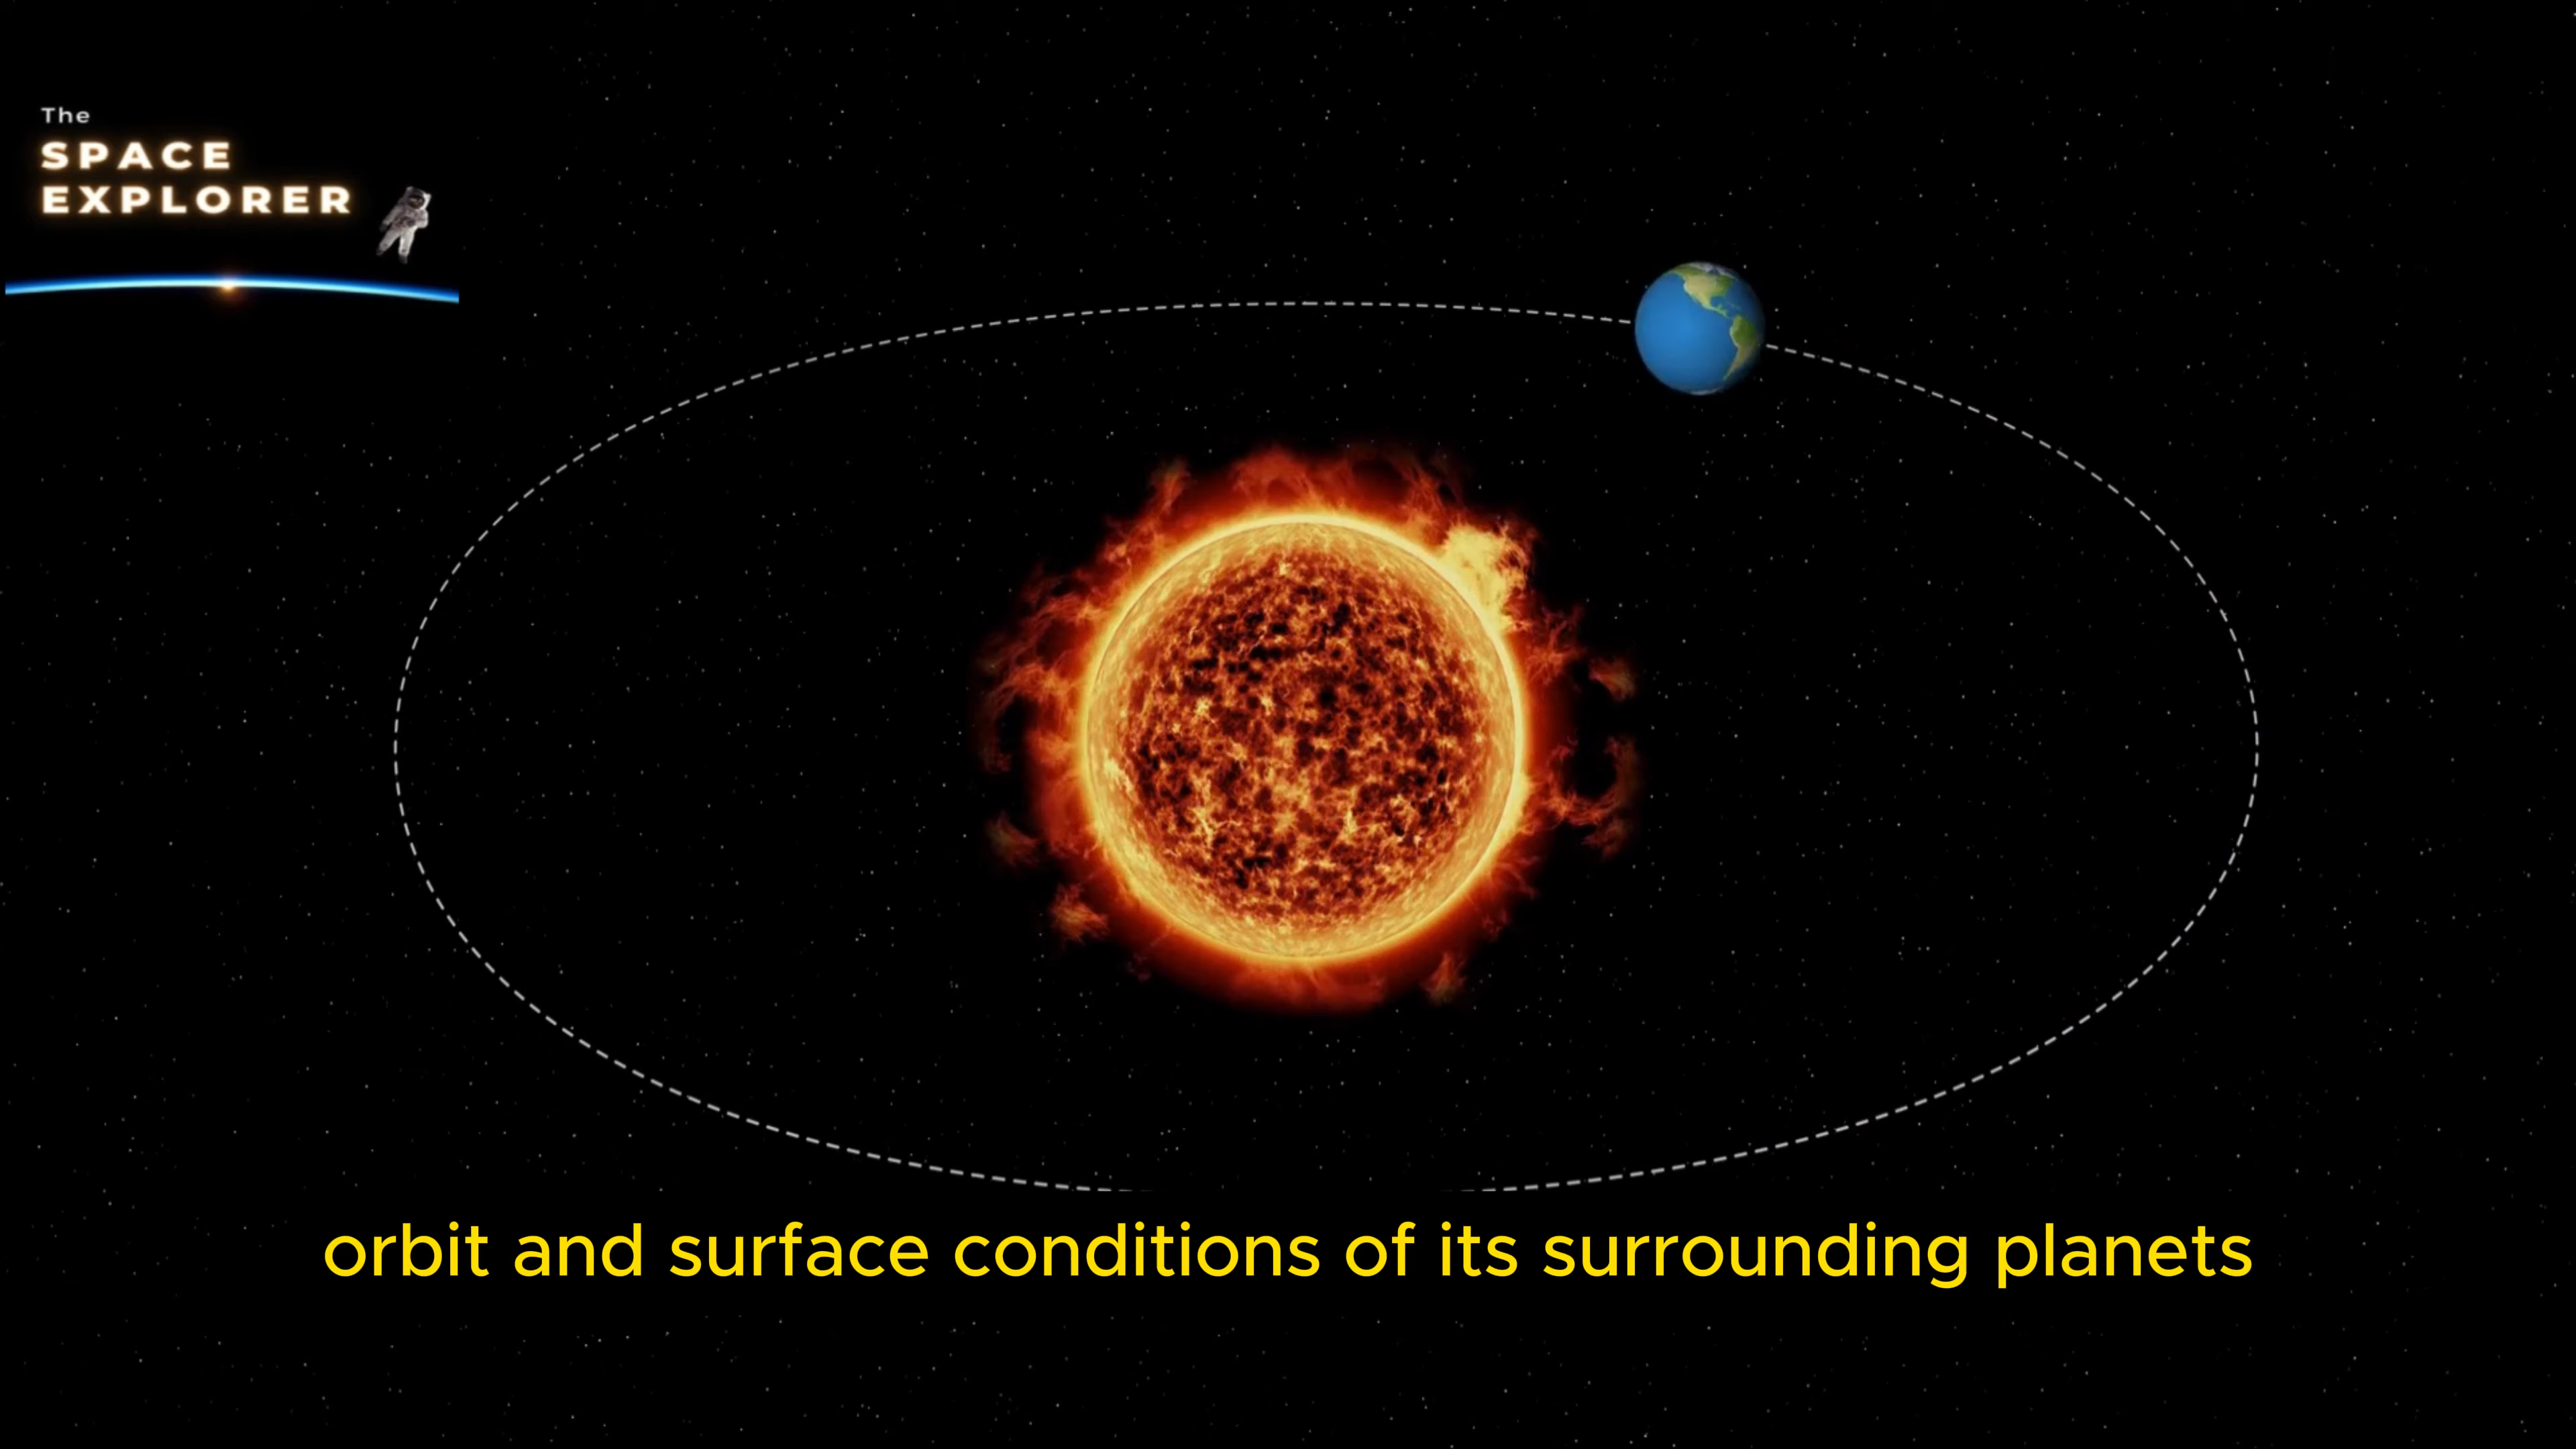 The
SPACE
EXPLORER
orbit and surface conditions of its surrounding planets